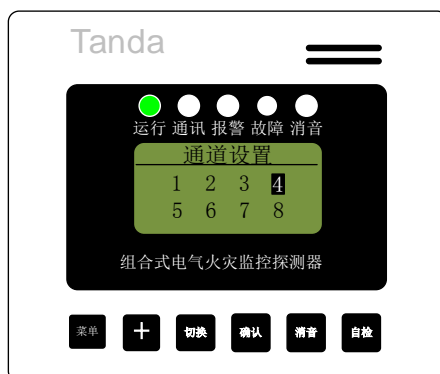 Tanda
运行 通讯 报警 故障 消音
通道设置
1 2 3 4
5 6 7 8
组合式电气火灾监控探测器
菜单 + 切换 确认 消音 自检